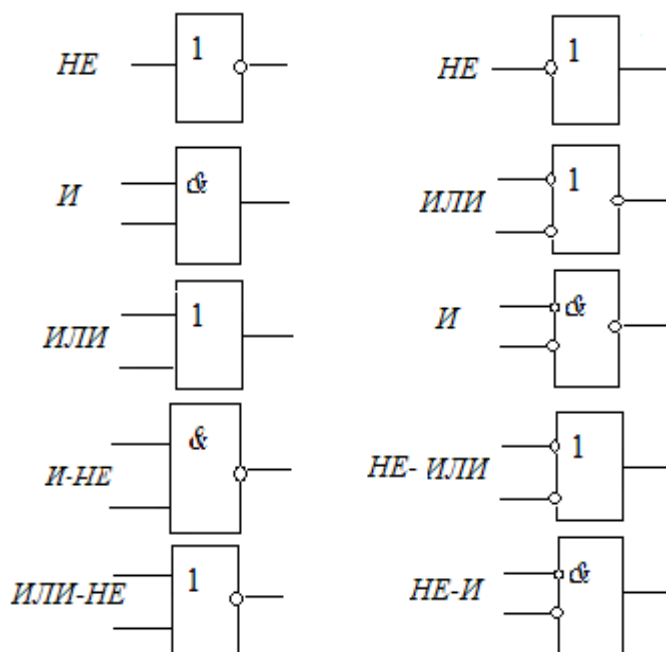 НЕ 1 НЕ 1
И & ИЛИ 1
ИЛИ 1 И &
И-НЕ & НЕ- ИЛИ 1
ИЛИ-НЕ 1 НЕ-И &